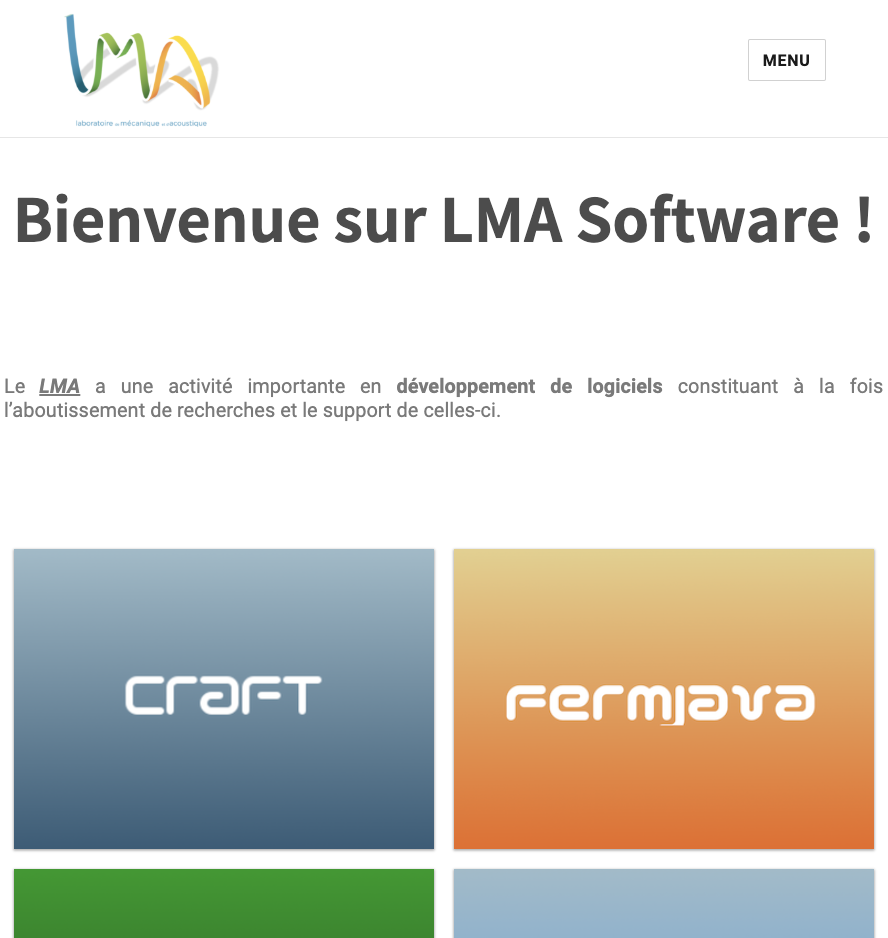 LMA
laboratoire de mécanique et d'acoustique
MENU
Bienvenue sur LMA Software !
Le LMA a une activité importante en développement de logiciels constituant à la fois
l’aboutissement de recherches et le support de celles-ci.
craft
fermjava